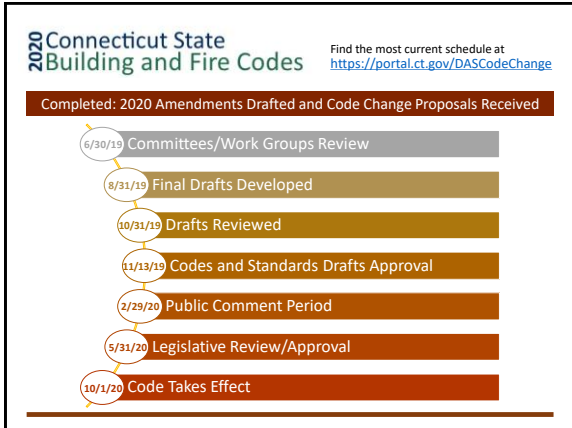 2020 Connecticut State
Building and Fire Codes
Find the most current schedule at
https://portal.ct.gov/DASCodeChange
Completed: 2020 Amendments Drafted and Code Change Proposals Received
6/30/19 Committees/Work Groups Review
8/31/19 Final Drafts Developed
10/31/19 Drafts Reviewed
11/13/19 Codes and Standards Drafts Approval
2/29/20 Public Comment Period
5/31/20 Legislative Review/Approval
10/1/20 Code Takes Effect